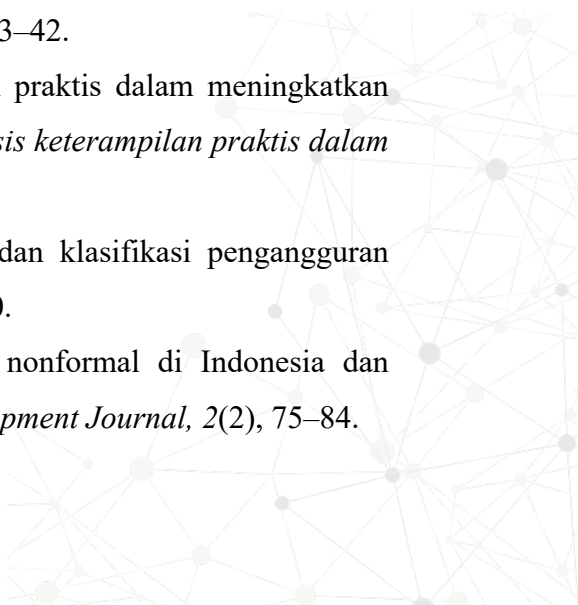 3–42.
praktis dalam meningkatkan
sis keterampilan praktis dalam
dan klasifikasi pengangguran
).
nonformal di Indonesia dan
pment Journal, 2(2), 75–84.